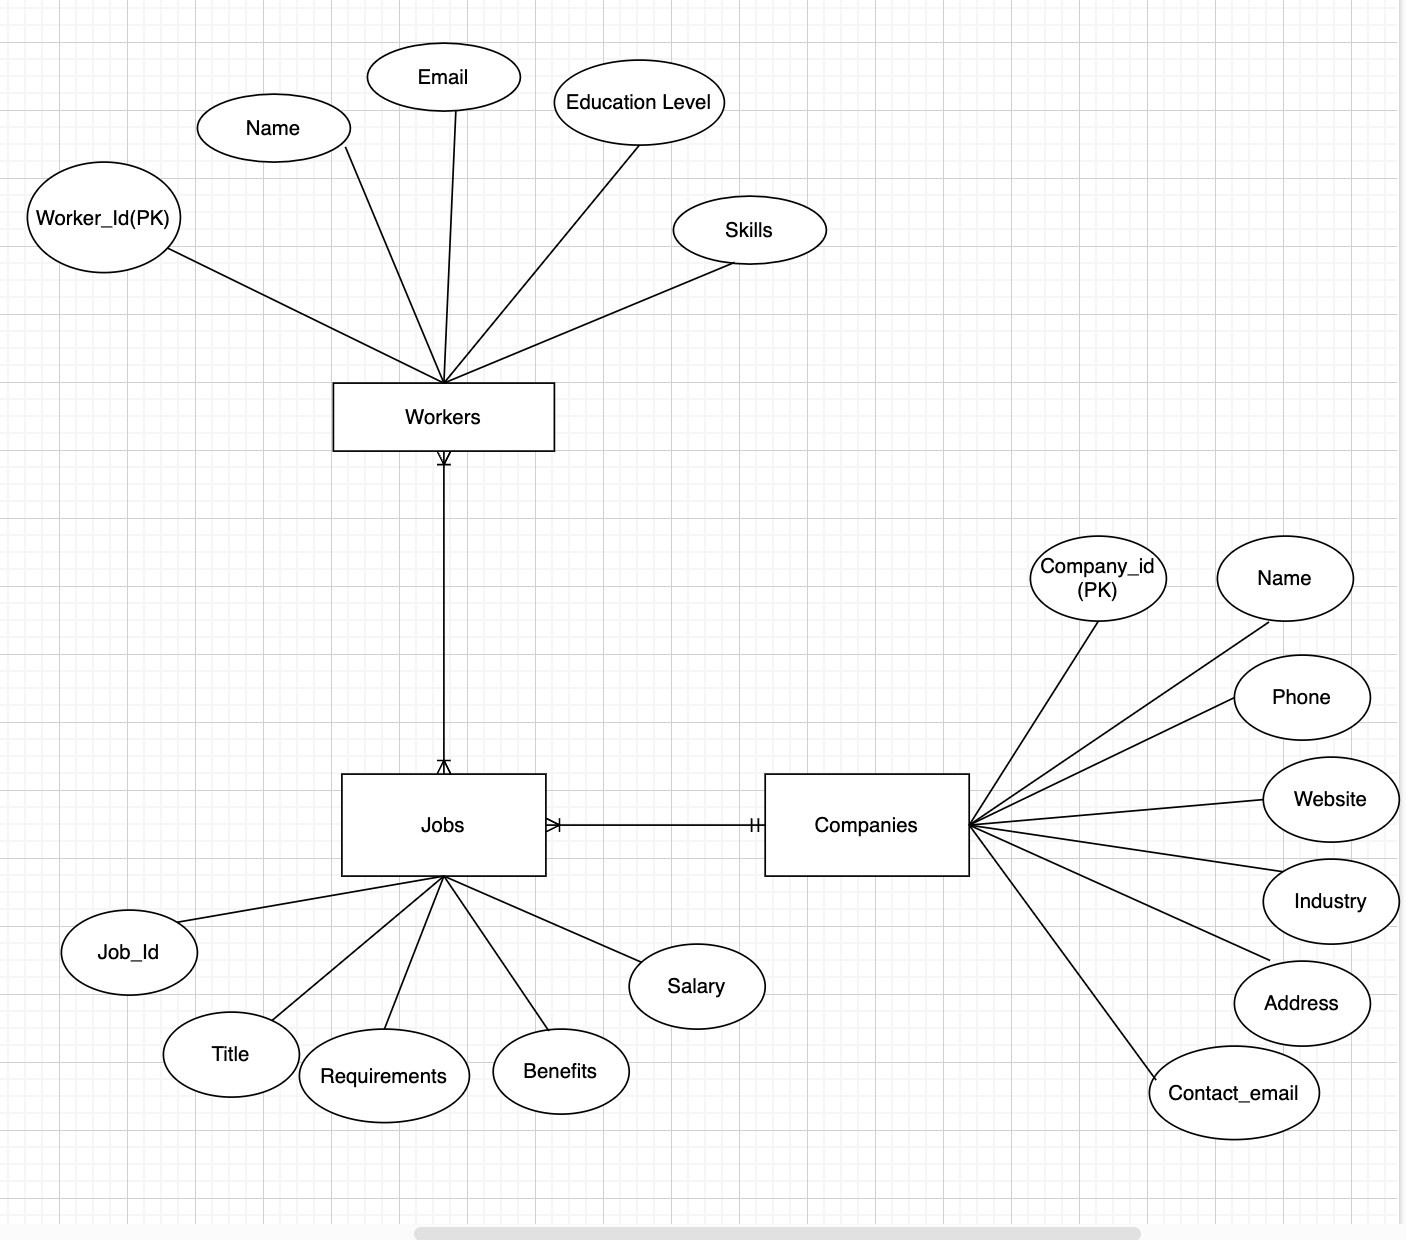 Email
Education Level
Name
Worker_Id(PK)
Skills
Workers
Company_id
(PK)
Name
Phone
Website
Jobs
Companies
Industry
Job_Id
Salary
Address
Title
Requirements
Benefits
Contact_email